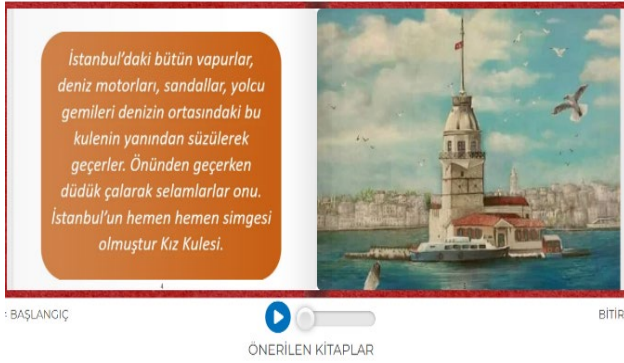 İstanbul'daki bütün vapurlar,
deniz motorları, sandallar, yolcu
gemileri denizin ortasındaki bu
kulenin yanından süzülerek
geçerler. Önünden geçerken
düdük çalarak selamlarlar onu.
İstanbul'un hemen hemen simgesi
olmuştur Kız Kulesi.
4
BAŞLANGIÇ
BİTİR
ÖNERİLEN KİTAPLAR